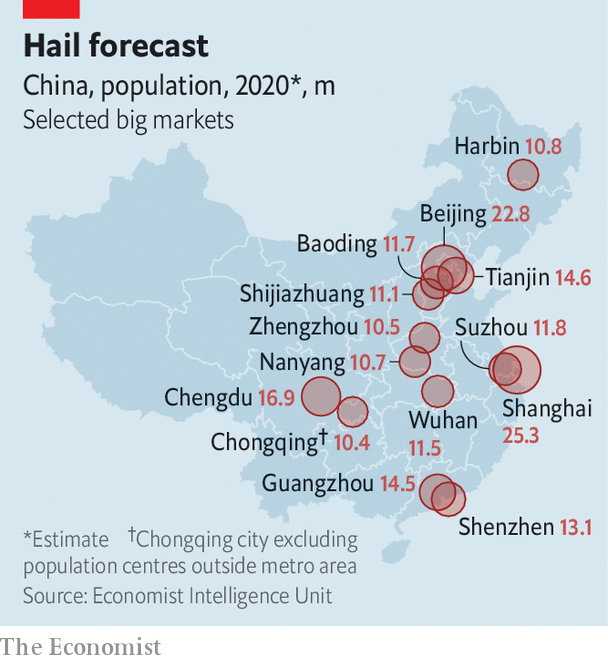 Hail forecast
China, population, 2020*, m
Selected big markets
Harbin 10.8
Beijing 22.8
Baoding 11.7
Tianjin 14.6
Shijiazhuang 11.1
Zhengzhou 10.5
Suzhou 11.8
Nanyang 10.7
Chengdu 16.9
Shanghai
25.3
Wuhan
11.5
Chongqing† 10.4
Guangzhou 14.5
Shenzhen 13.1
*Estimate †Chongqing city excluding
population centres outside metro area
Source: Economist Intelligence Unit
The Economist